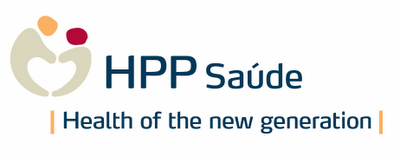 HPP Saúde
| Health of the new generation |